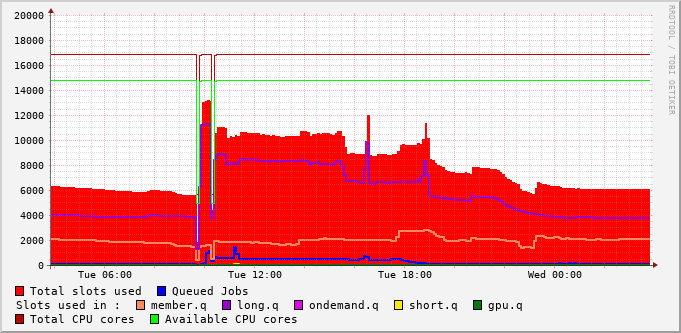 20000
18000
16000
14000
12000
10000
8000
6000
4000
2000
0
Tue 06:00 Tue 12:00 Tue 18:00 Wed 00:00
Total slots used Queued Jobs
Slots used in : member.q long.q ondemand.q short.q gpu.q
Total CPU cores Available CPU cores
RRDTOOL / TOBI OETIKER